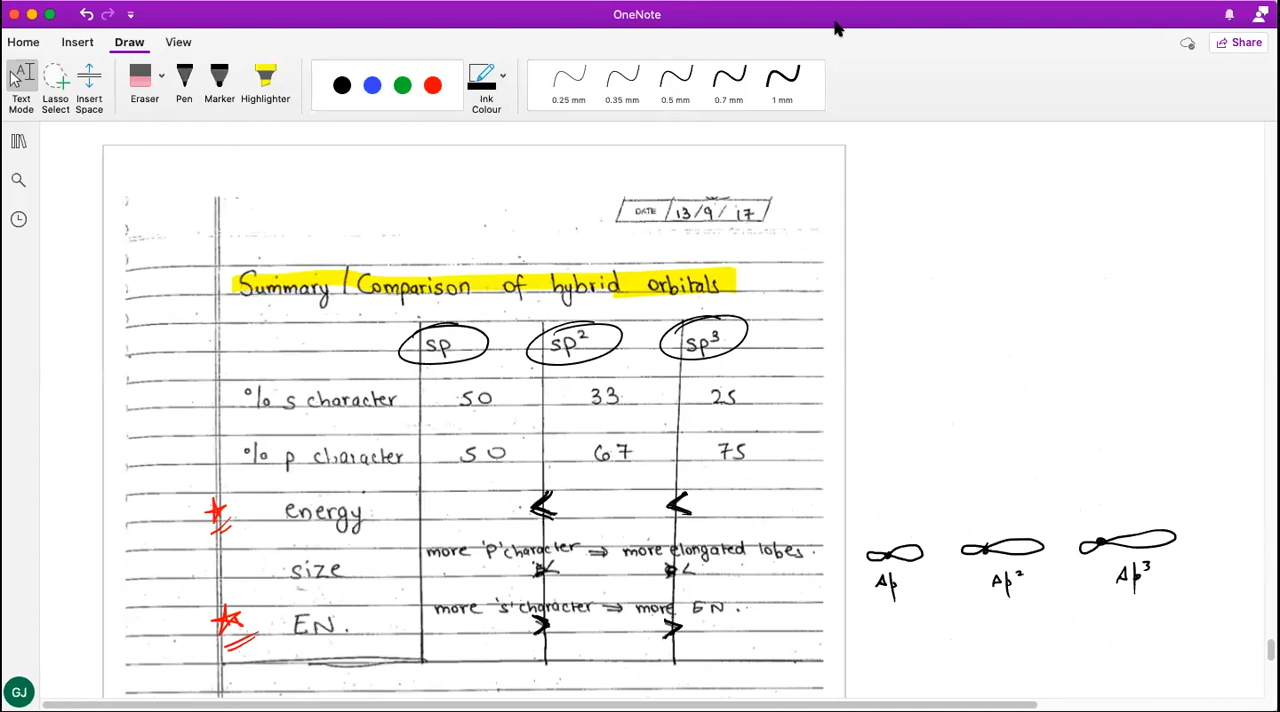 OneNote
Home Insert Draw View
Share
Text Mode
Lasso Select
Insert Space
Eraser
Pen
Marker
Highlighter
Ink Colour
0.25 mm
0.35 mm
0.5 mm
0.7 mm
1 mm
DATE 13/9/17
Summary / Comparison of hybrid orbitals
sp sp² sp³
% s character 50 33 25
% p character 50 67 75
energy < <
more 'p' character ⇒ more elongated lobes.
size < <
more 's' character ⇒ more EN.
EN. > >
sp sp² sp³
GJ